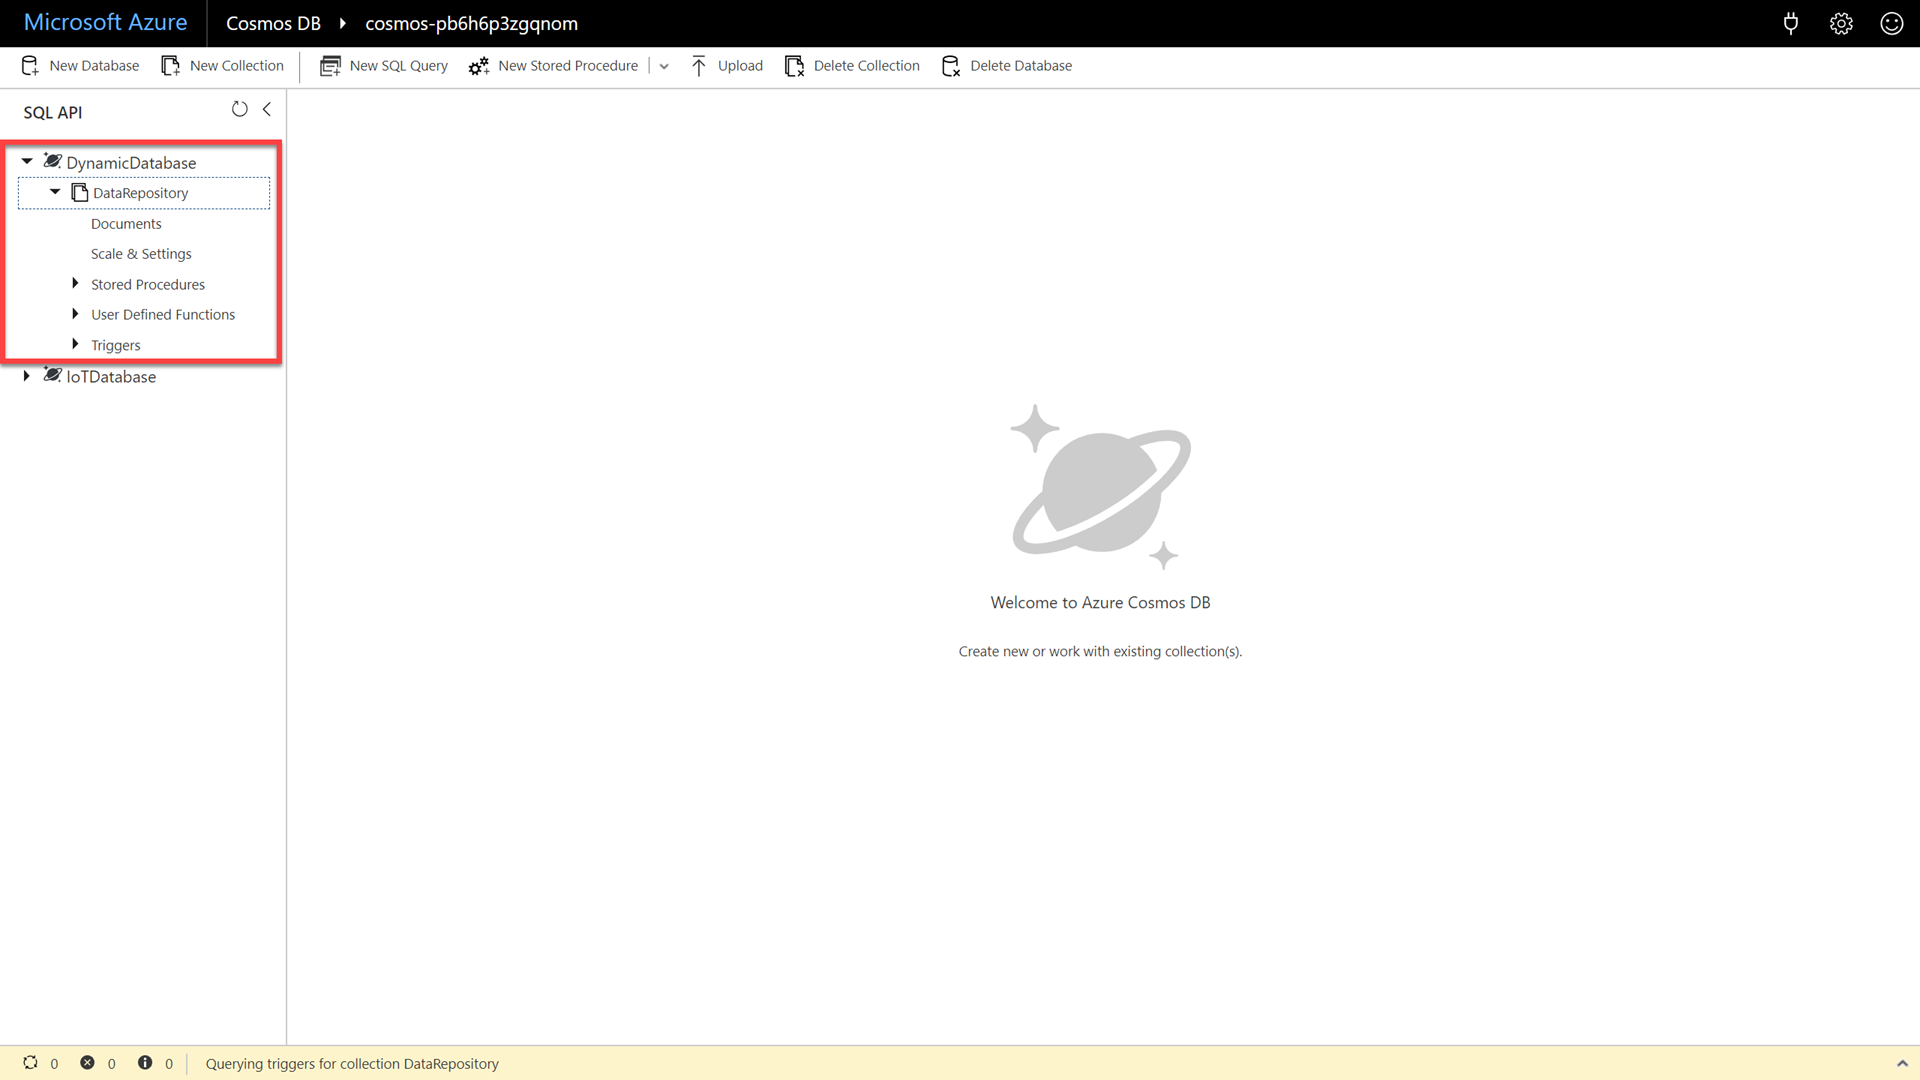 Microsoft Azure Cosmos DB cosmos-pb6h6p3zgqnom
New Database New Collection New SQL Query New Stored Procedure Upload Delete Collection Delete Database
SQL API
DynamicDatabase
DataRepository
Documents
Scale & Settings
Stored Procedures
User Defined Functions
Triggers
IoTDatabase
Welcome to Azure Cosmos DB
Create new or work with existing collection(s).
0 0 0 Querying triggers for collection DataRepository